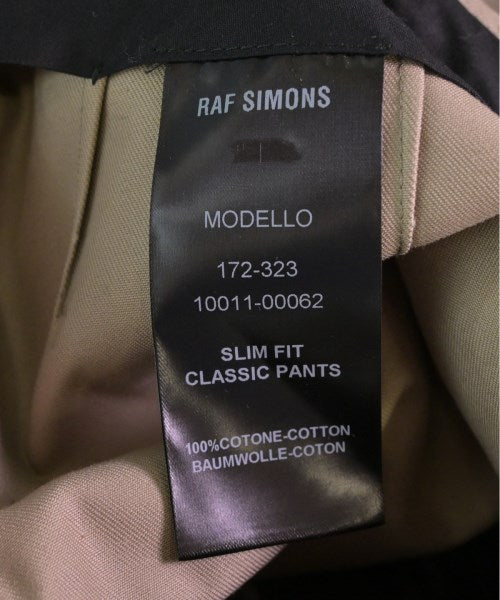 RAF SIMONS
MODELLO
172-323
10011-00062
SLIM FIT
CLASSIC PANTS
100%COTONE-COTTON
BAUMWOLLE-COTON